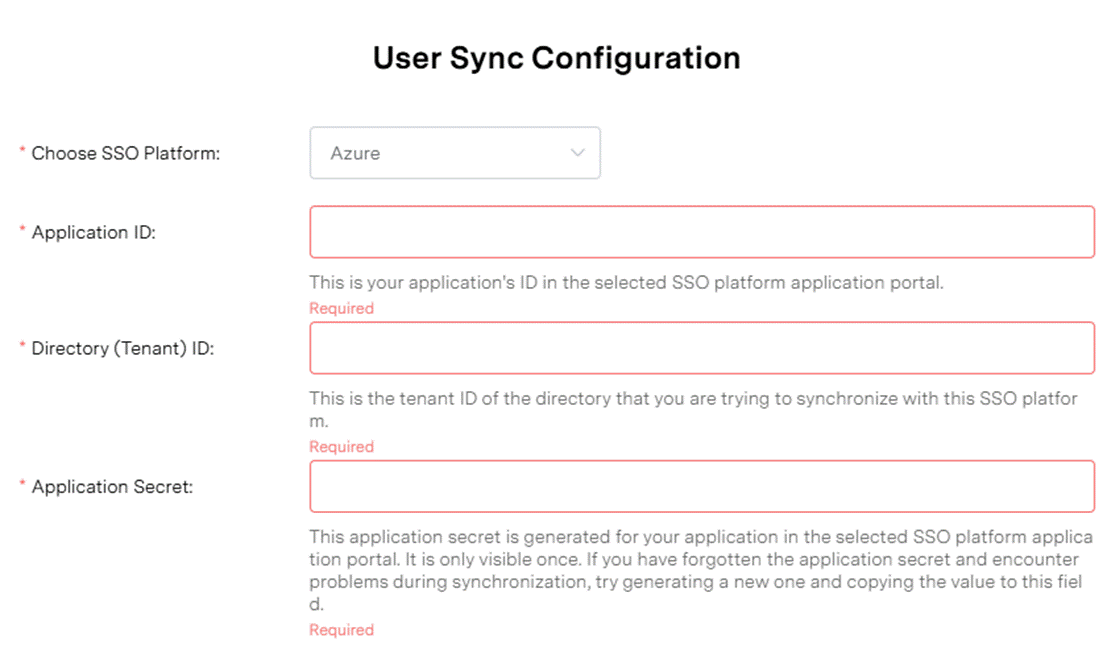 User Sync Configuration
* Choose SSO Platform:
Azure
* Application ID:
This is your application's ID in the selected SSO platform application portal.
Required
* Directory (Tenant) ID:
This is the tenant ID of the directory that you are trying to synchronize with this SSO platfor
m.
Required
* Application Secret:
This application secret is generated for your application in the selected SSO platform applica
tion portal. It is only visible once. If you have forgotten the application secret and encounter
problems during synchronization, try generating a new one and copying the value to this fiel
d.
Required